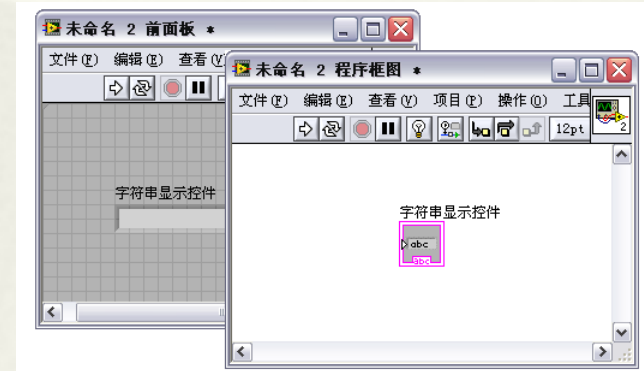 未命名 2 前面板 *
文件(F) 编辑(E) 查看(V)
字符串显示控件
未命名 2 程序框图 *
文件(F) 编辑(E) 查看(V) 项目(P) 操作(O) 工具
12pt
2
字符串显示控件
abc
abc